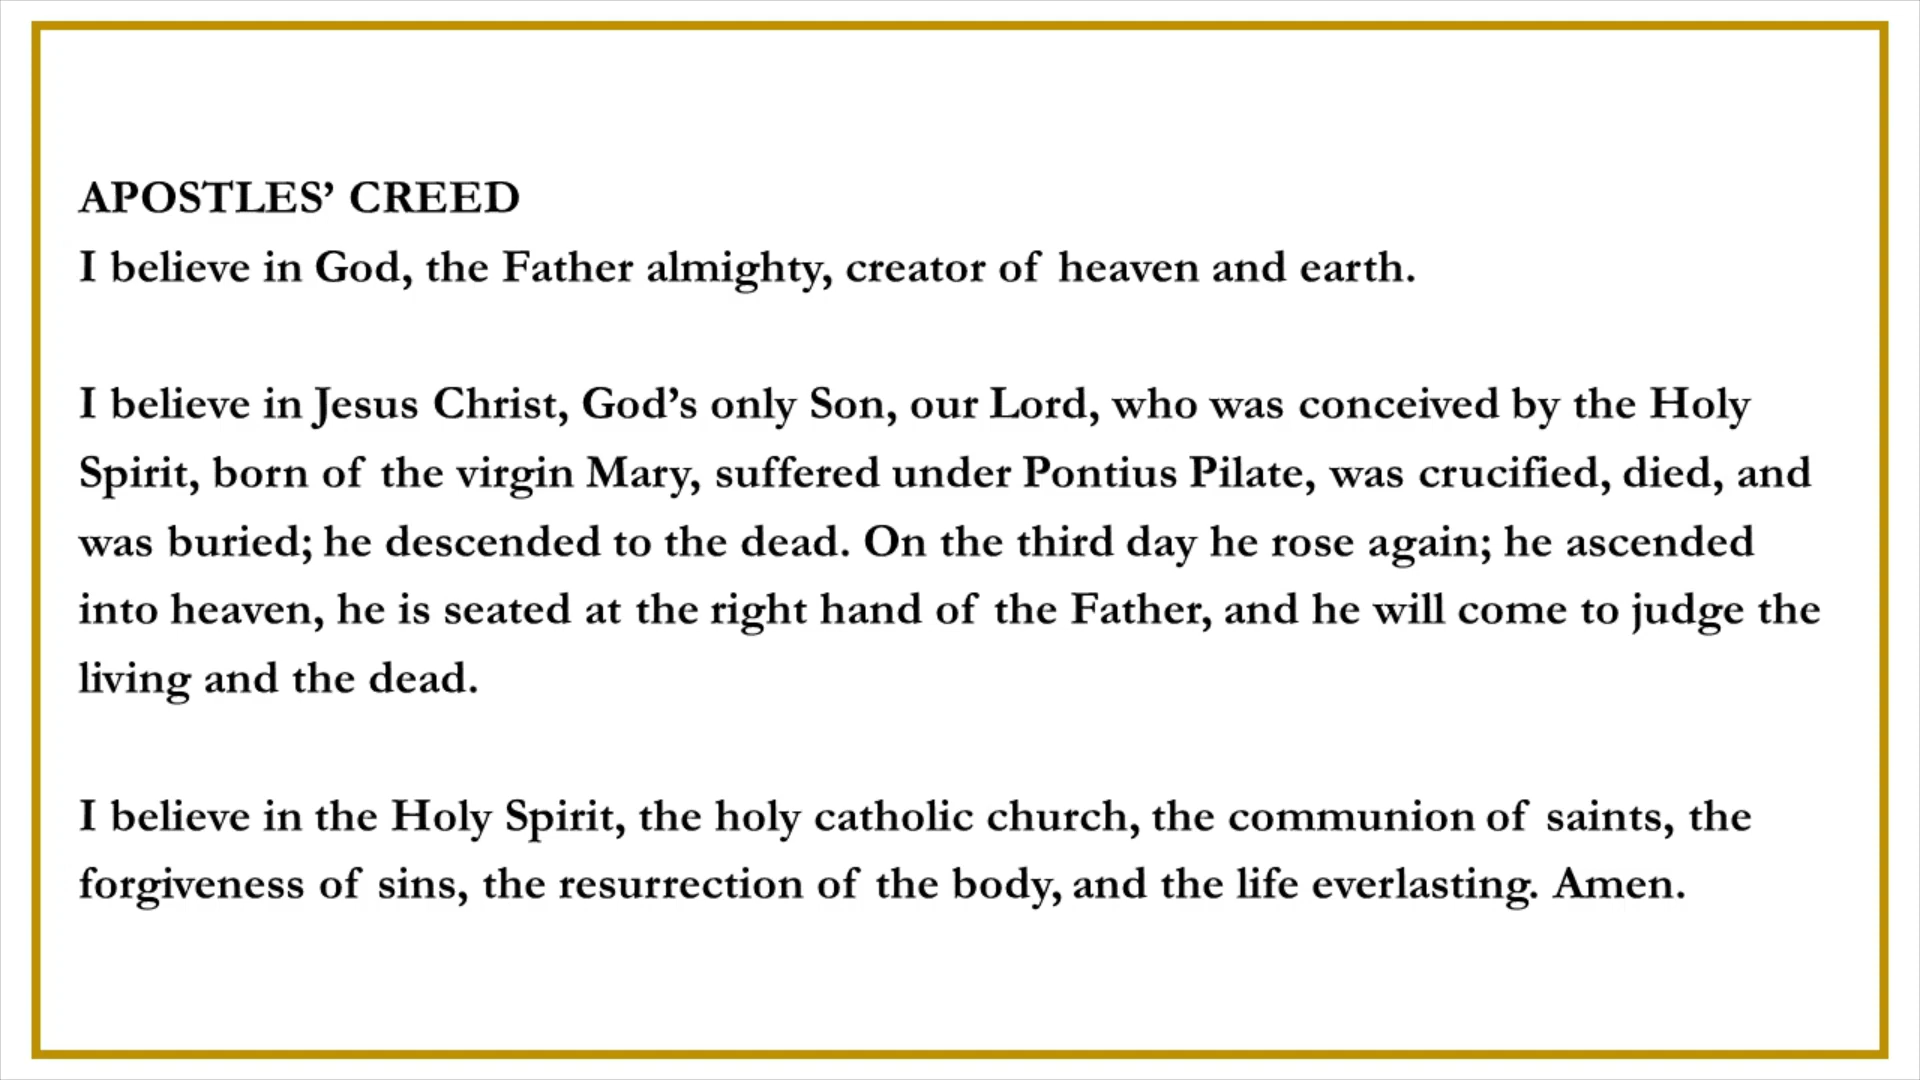 APOSTLES’ CREED
I believe in God, the Father almighty, creator of heaven and earth.
I believe in Jesus Christ, God’s only Son, our Lord, who was conceived by the Holy
Spirit, born of the virgin Mary, suffered under Pontius Pilate, was crucified, died, and
was buried; he descended to the dead. On the third day he rose again; he ascended
into heaven, he is seated at the right hand of the Father, and he will come to judge the
living and the dead.
I believe in the Holy Spirit, the holy catholic church, the communion of saints, the
forgiveness of sins, the resurrection of the body, and the life everlasting. Amen.